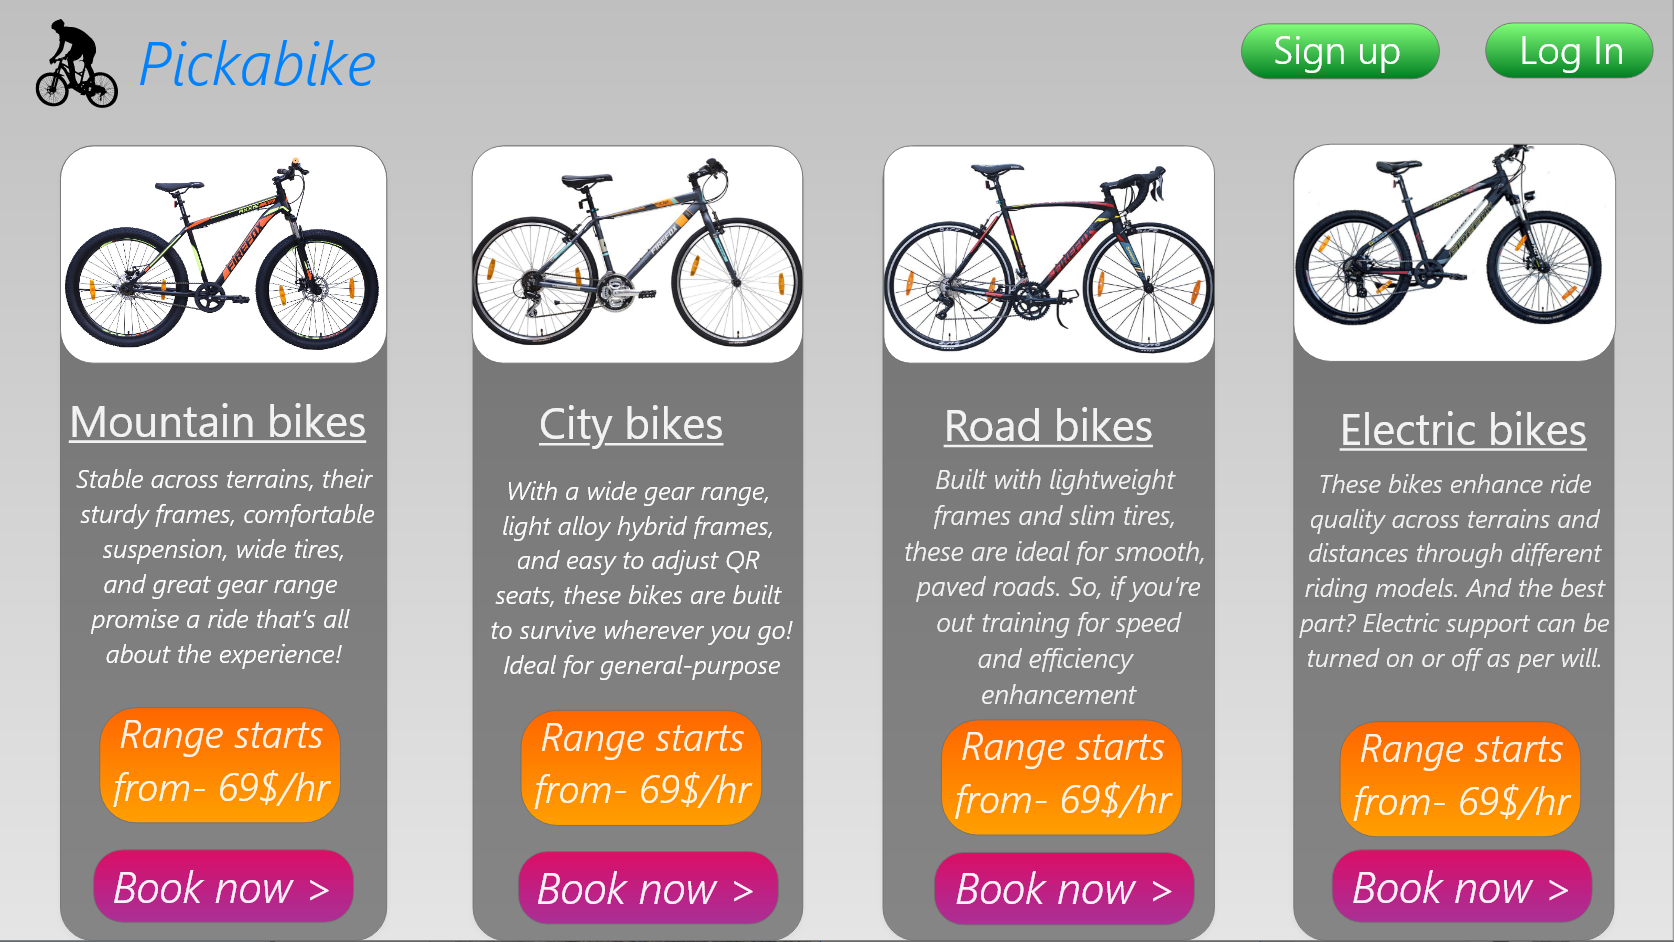 Pickabike
Sign up
Log In
Mountain bikes
Stable across terrains, their
sturdy frames, comfortable
suspension, wide tires,
and great gear range
promise a ride that's all
about the experience!
Range starts
from- 69$/hr
Book now >
City bikes
With a wide gear range,
light alloy hybrid frames,
and easy to adjust QR
seats, these bikes are built
to survive wherever you go!
Ideal for general-purpose
Range starts
from- 69$/hr
Book now >
Road bikes
Built with lightweight
frames and slim tires,
these are ideal for smooth,
paved roads. So, if you're
out training for speed
and efficiency
enhancement
Range starts
from- 69$/hr
Book now >
Electric bikes
These bikes enhance ride
quality across terrains and
distances through different
riding models. And the best
part? Electric support can be
turned on or off as per will.
Range starts
from- 69$/hr
Book now >
FIREFOX
FIREFOX
FIREFOX